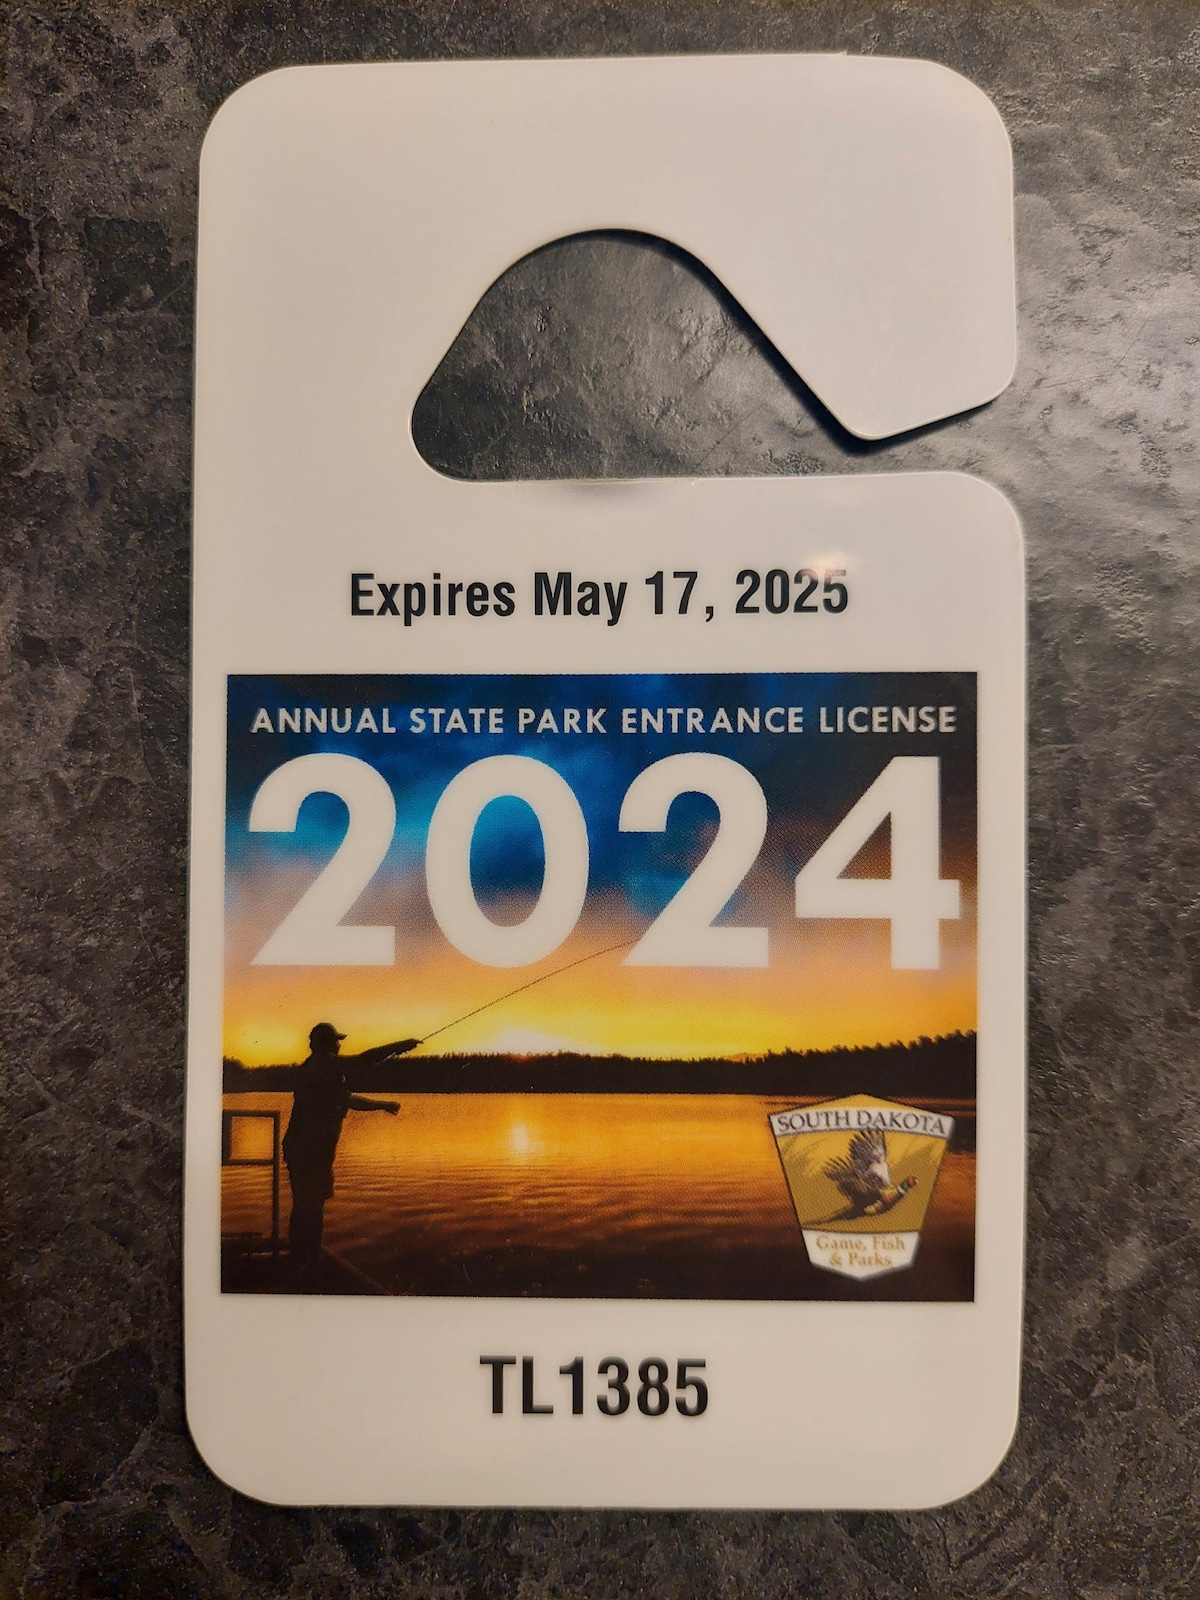 Expires May 17, 2025
ANNUAL STATE PARK ENTRANCE LICENSE
2024
SOUTH DAKOTA
Game, Fish
& Parks
TL1385